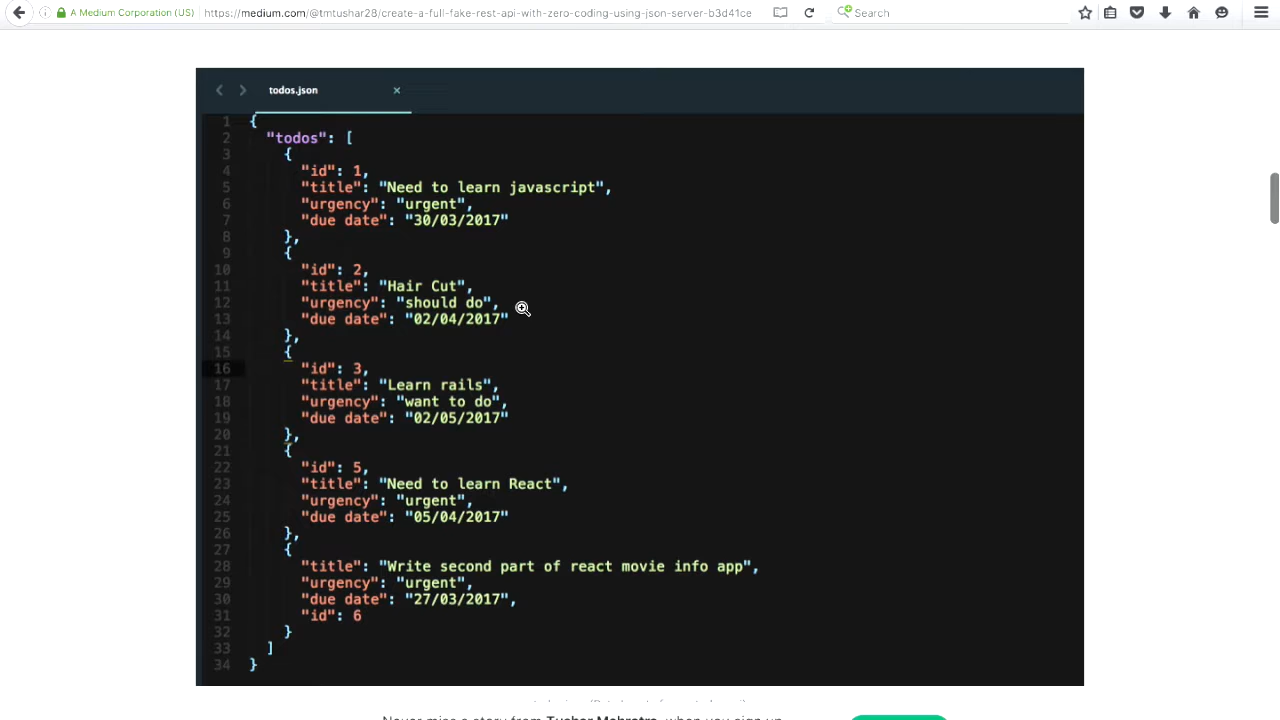 A Medium Corporation (US) https://medium.com/@tmtushar28/create-a-full-fake-rest-api-with-zero-coding-using-json-server-b3d41ce Search
todos.json
1 {
2 "todos": [
3 {
4 "id": 1,
5 "title": "Need to learn javascript",
6 "urgency": "urgent",
7 "due date": "30/03/2017"
8 },
9 {
10 "id": 2,
11 "title": "Hair Cut",
12 "urgency": "should do",
13 "due date": "02/04/2017"
14 },
15 {
16 "id": 3,
17 "title": "Learn rails",
18 "urgency": "want to do",
19 "due date": "02/05/2017"
20 },
21 {
22 "id": 5,
23 "title": "Need to learn React",
24 "urgency": "urgent",
25 "due date": "05/04/2017"
26 },
27 {
28 "title": "Write second part of react movie info app",
29 "urgency": "urgent",
30 "due date": "27/03/2017",
31 "id": 6
32 }
33 ]
34 }
Never miss a story from Tushar Mehrotra, when you sign up